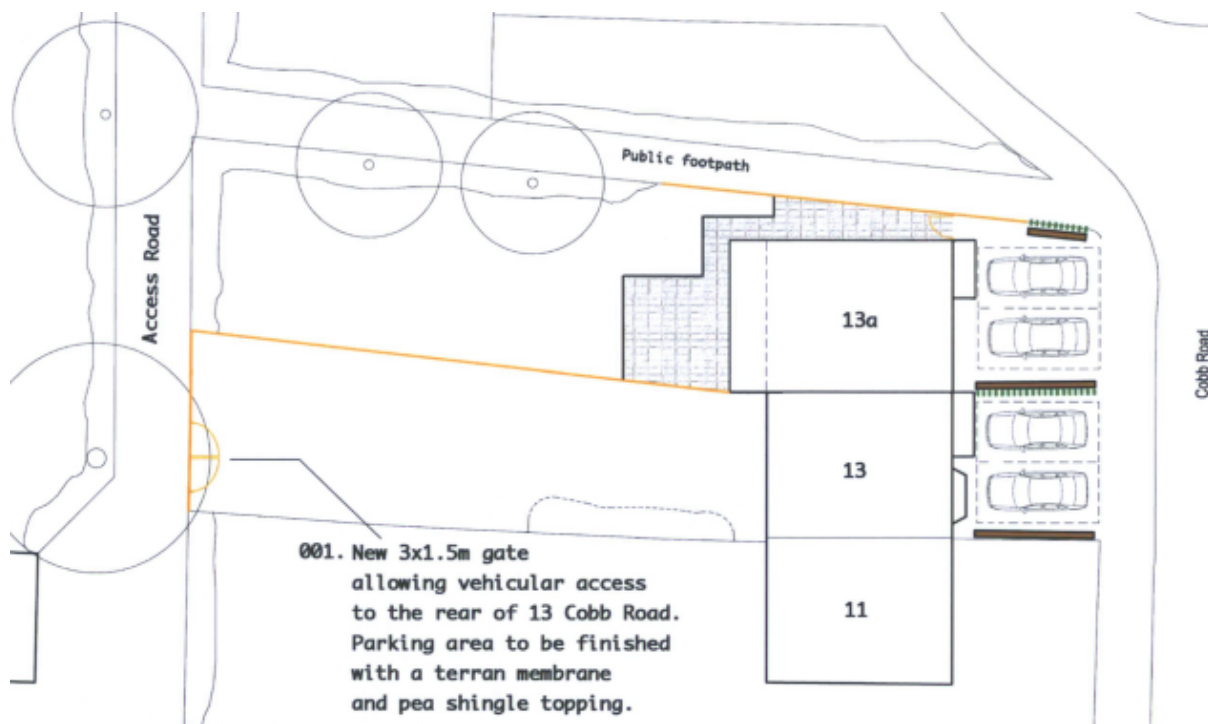 Public footpath
Access Road
13a
Cobb Road
13
001. New 3x1.5m gate
allowing vehicular access
to the rear of 13 Cobb Road.
Parking area to be finished
with a terran membrane
and pea shingle topping.
11